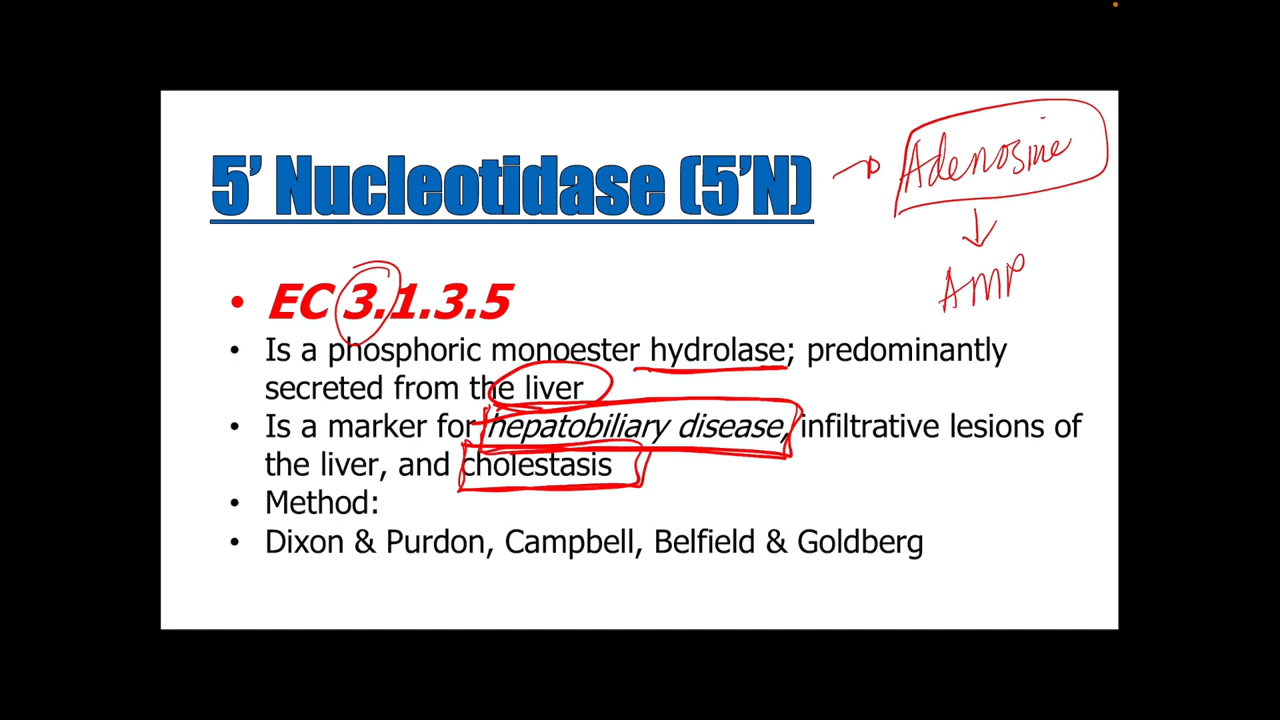 5’ Nucleotidase (5’N)
Adenosine
AMP
• EC 3.1.3.5
• Is a phosphoric monoester hydrolase; predominantly
secreted from the liver
• Is a marker for hepatobiliary disease, infiltrative lesions of
the liver, and cholestasis
• Method:
• Dixon & Purdon, Campbell, Belfield & Goldberg